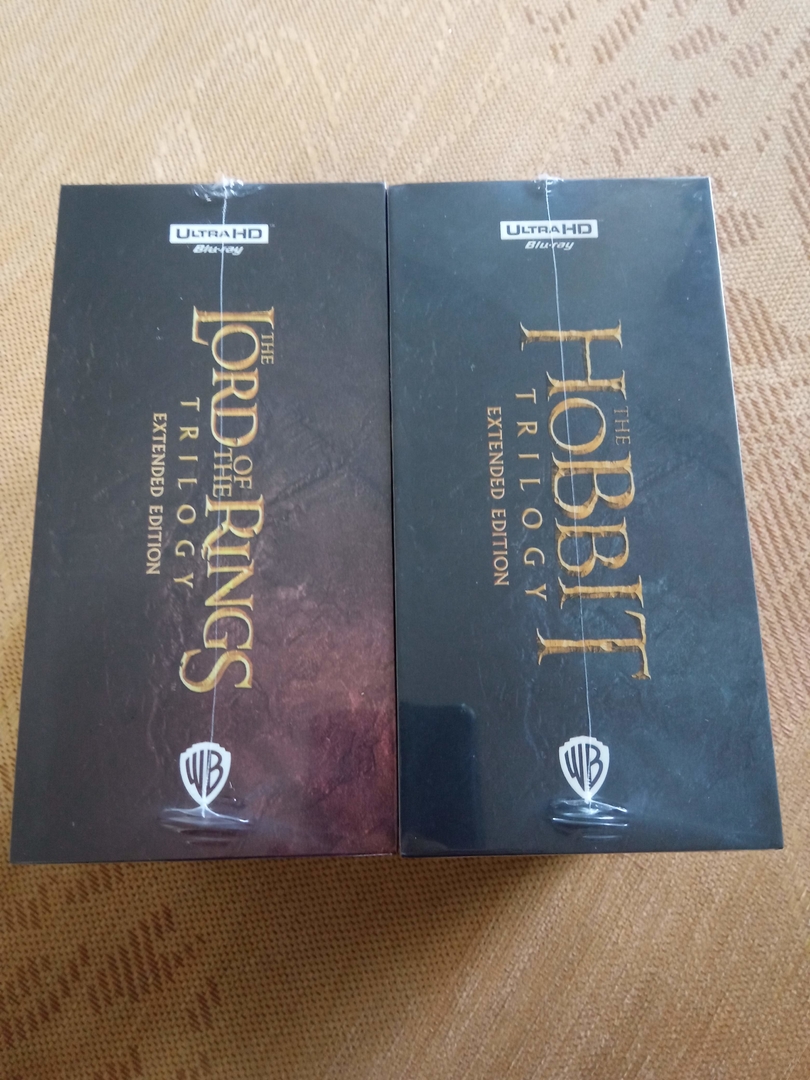 ULTRA HD
Blu-ray
THE
LORD OF
THE RINGS
TRILOGY
EXTENDED EDITION
WB
ULTRA HD
Blu-ray
THE
HOBBIT
TRILOGY
EXTENDED EDITION
WB